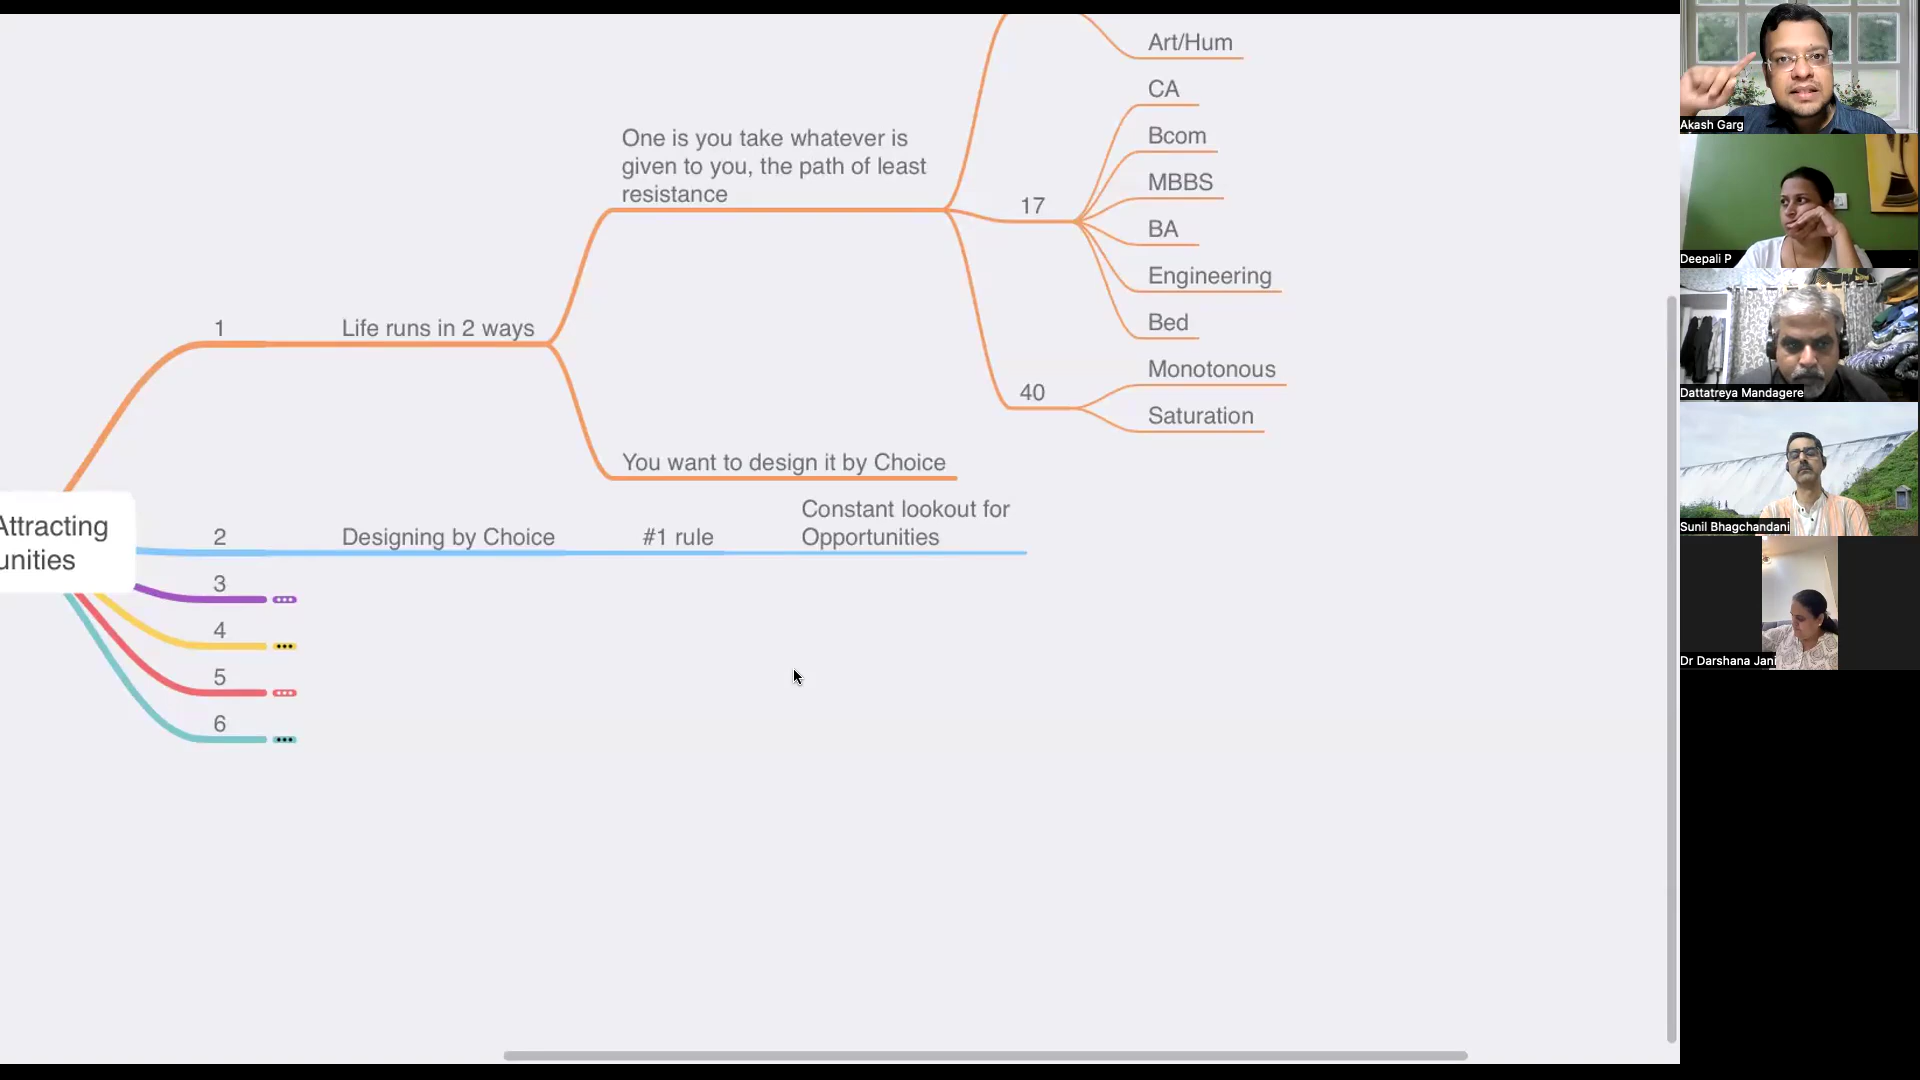 Art/Hum
CA
One is you take whatever is
given to you, the path of least
resistance
Bcom
MBBS
17
BA
Engineering
Bed
1
Life runs in 2 ways
40
Monotonous
Saturation
You want to design it by Choice
Attracting
unities
2
Designing by Choice
#1 rule
Constant lookout for
Opportunities
3
4
5
6
Akash Garg
Deepali P
Dattatreya Mandagere
Sunil Bhagchandani
Dr Darshana Jani